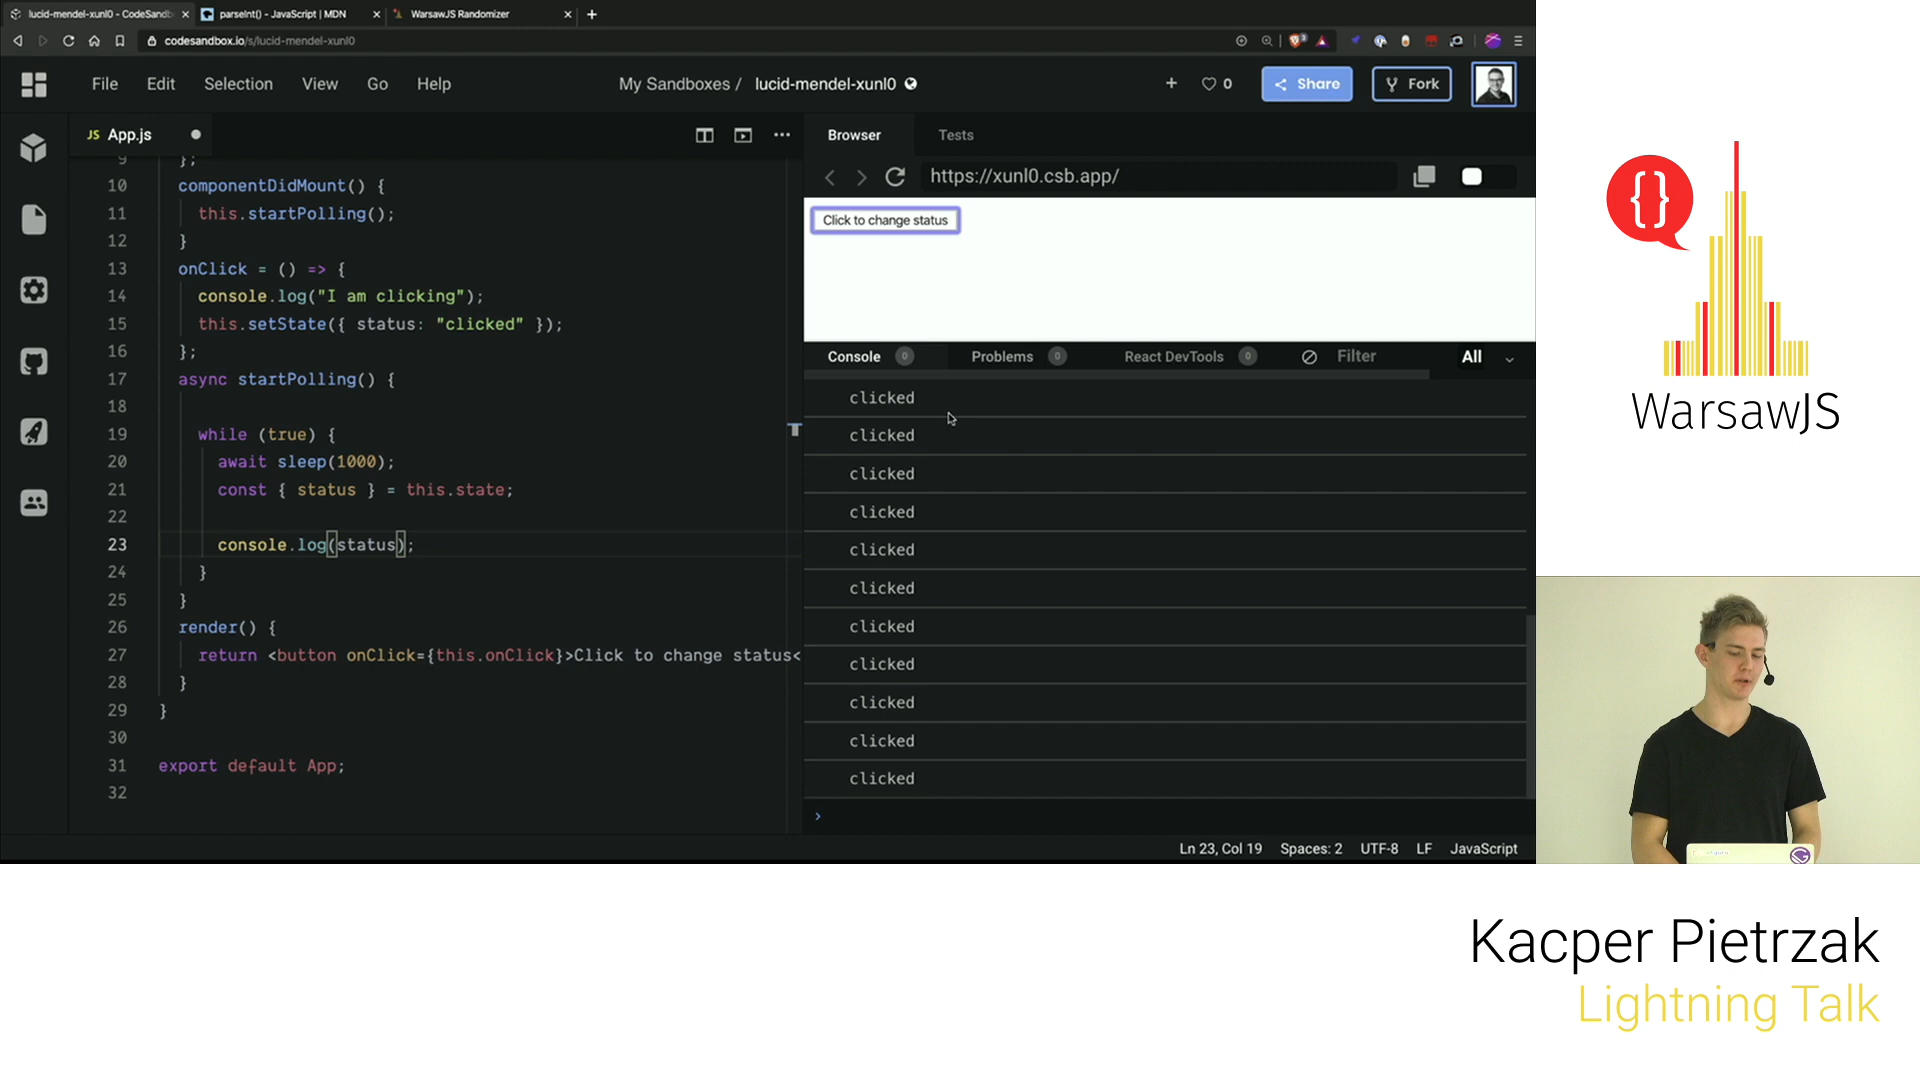 lucid-mendel-xunl0 - CodeSandb
parseInt() - JavaScript | MDN
WarsawJS Randomizer
codesandbox.io/s/lucid-mendel-xunl0
File Edit Selection View Go Help
My Sandboxes / lucid-mendel-xunl0
0
Share
Fork
JS App.js
Browser
Tests
https://xunl0.csb.app/
9 };
10 componentDidMount() {
11 this.startPolling();
12 }
13 onClick = () => {
14 console.log("I am clicking");
15 this.setState({ status: "clicked" });
16 };
17 async startPolling() {
18
19 while (true) {
20 await sleep(1000);
21 const { status } = this.state;
22
23 console.log(status);
24 }
25 }
26 render() {
27 return <button onClick={this.onClick}>Click to change status<
28 }
29 }
30
31 export default App;
32
Click to change status
Console 0 Problems 0 React DevTools 0 Filter All
clicked
clicked
clicked
clicked
clicked
clicked
clicked
clicked
clicked
clicked
clicked
Ln 23, Col 19 Spaces: 2 UTF-8 LF JavaScript
{}
WarsawJS
Kacper Pietrzak
Lightning Talk